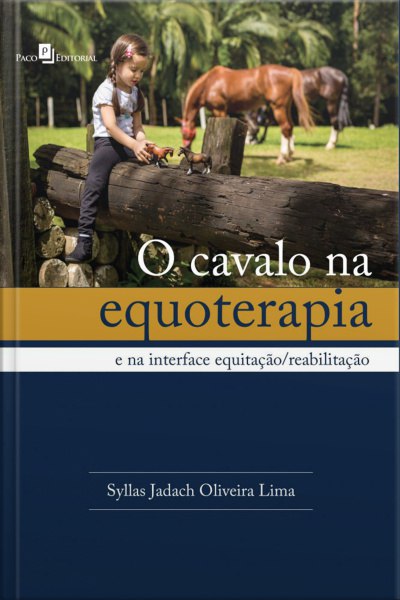 PACO EDITORIAL
O cavalo na
equoterapia
e na interface equitação/reabilitação
Syllas Jadach Oliveira Lima